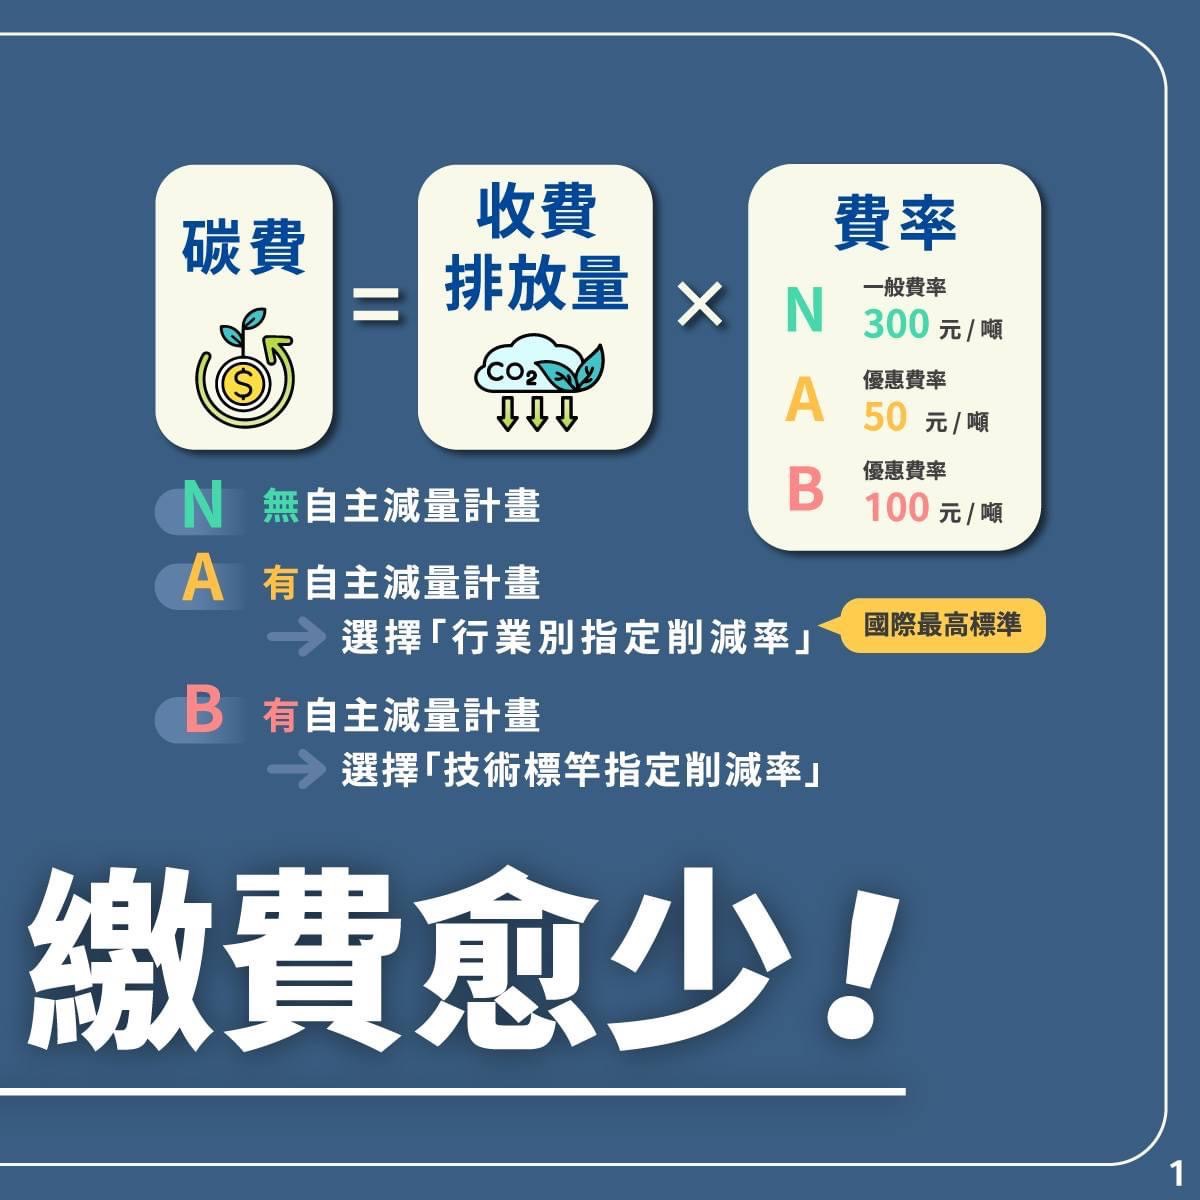 碳費
$
=
收費
排放量
CO2
×
費率
N 一般費率
300 元/噸
A 優惠費率
50 元/噸
B 優惠費率
100 元/噸
N 無自主減量計畫
A 有自主減量計畫
→ 選擇「行業別指定削減率」
國際最高標準
B 有自主減量計畫
→ 選擇「技術標竿指定削減率」
繳費愈少!
1